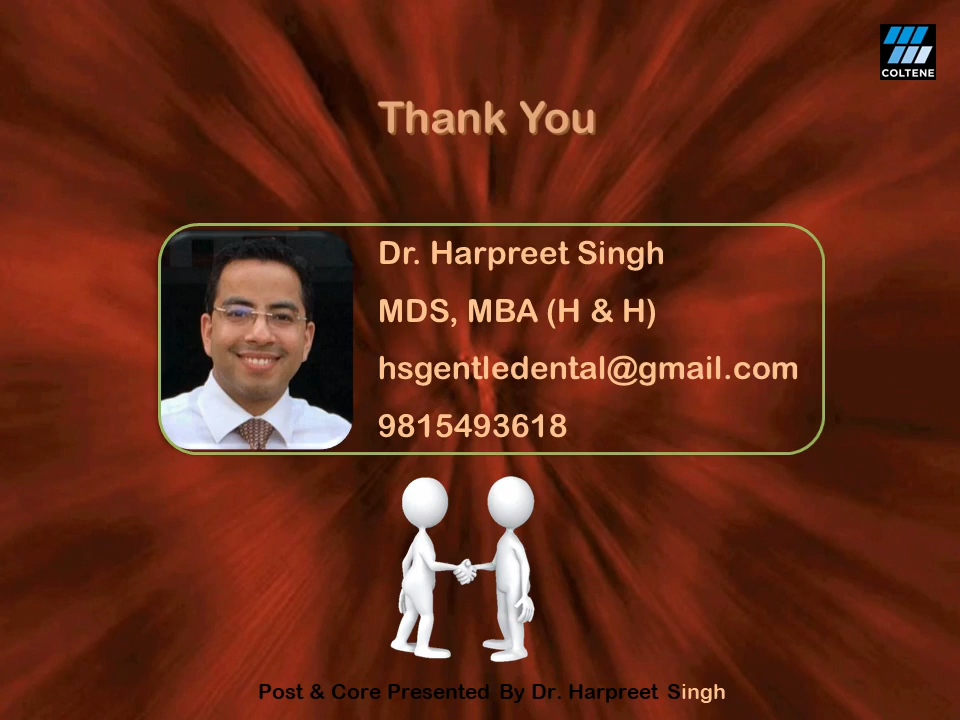 COLTENE
Thank You
Dr. Harpreet Singh
MDS, MBA (H & H)
hsgentledental@gmail.com
9815493618
Post & Core Presented By Dr. Harpreet Singh